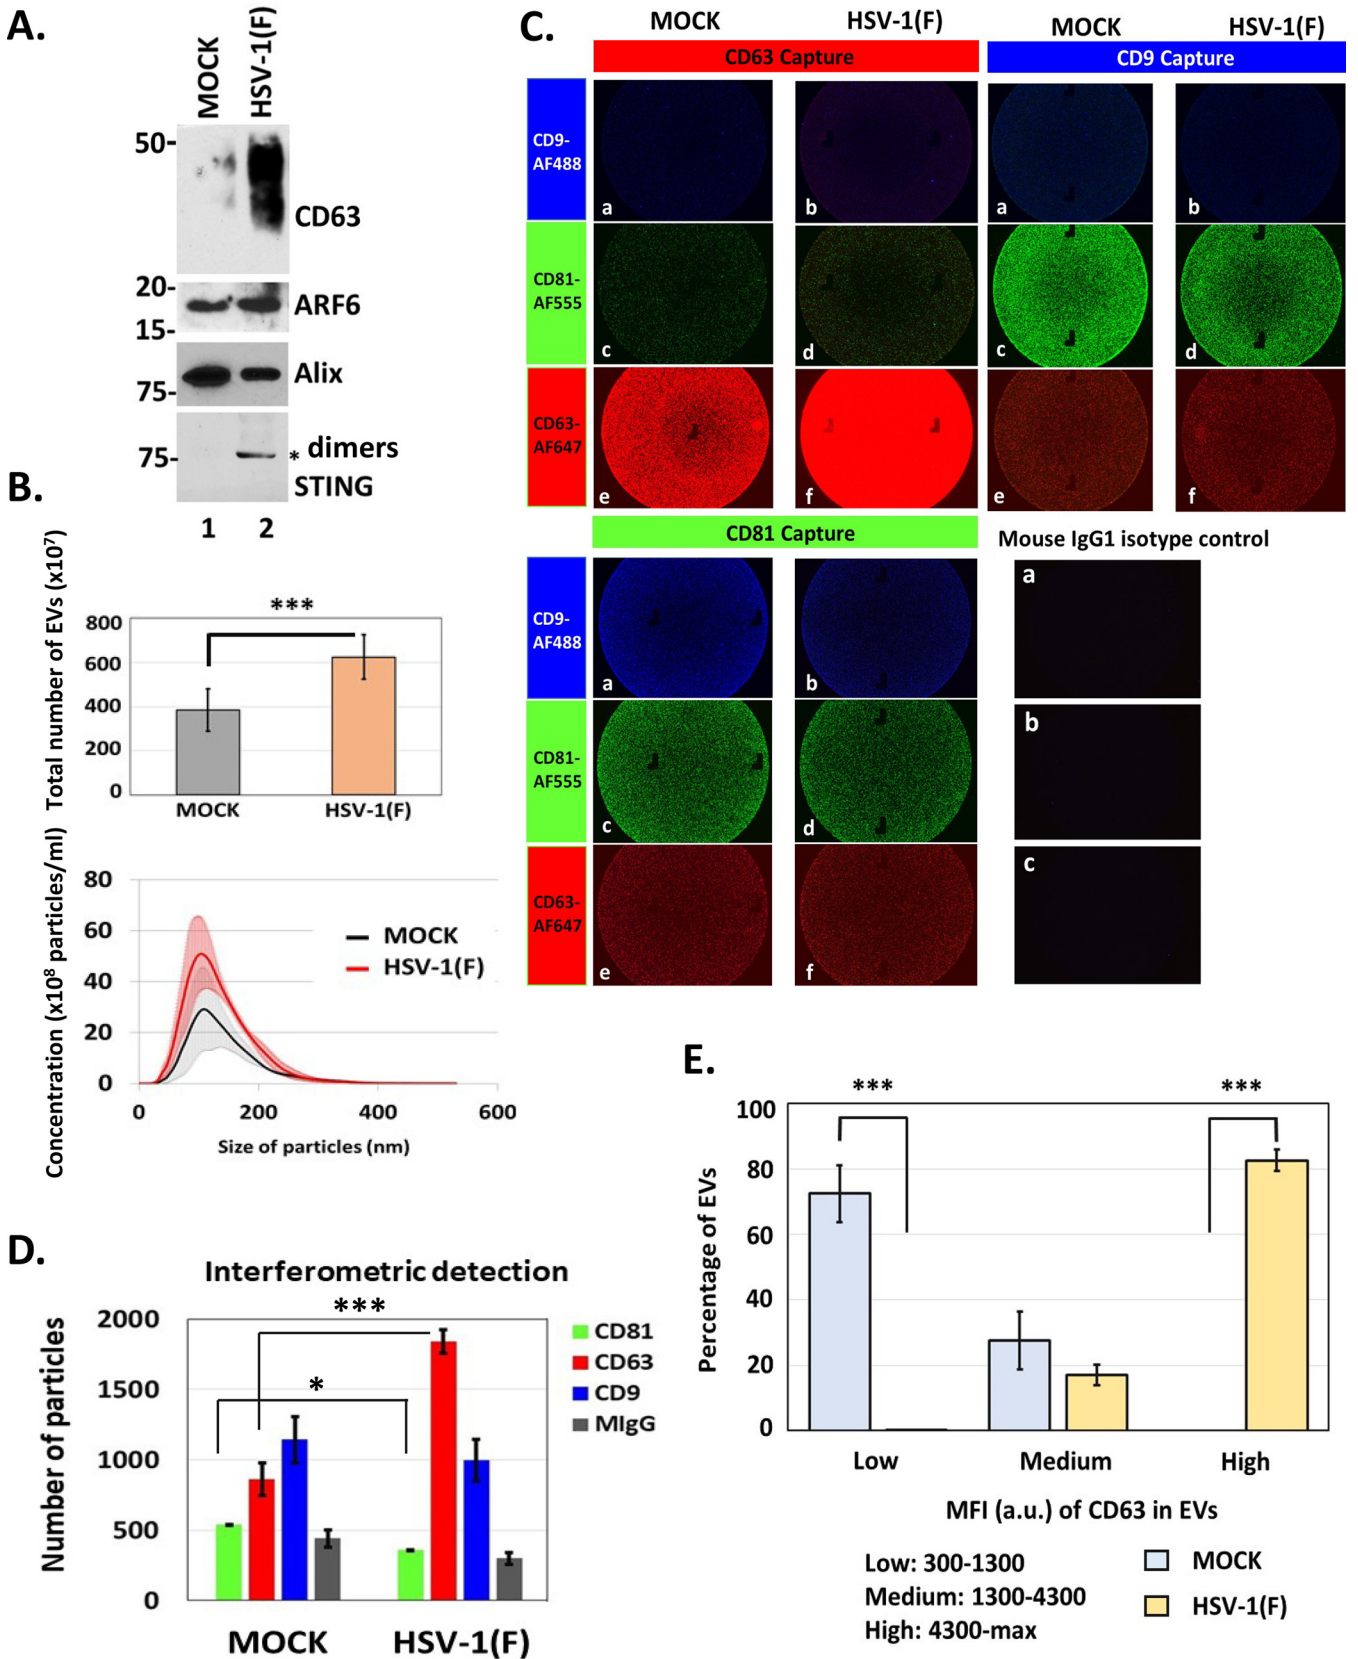 A.
MOCK
HSV-1(F)
50-
CD63
20-
15-
ARF6
75-
Alix
75-
* dimers
STING
1 2
B.
Total number of EVs (x10⁷)
***
800
600
400
200
0
MOCK HSV-1(F)
Concentration (x10⁸ particles/ml)
80
60
40
20
0
MOCK
HSV-1(F)
0 200 400 600
Size of particles (nm)
C.
MOCK HSV-1(F) MOCK HSV-1(F)
CD63 Capture CD9 Capture
CD9-
AF488
a b a b
CD81-
AF555
c d c d
CD63-
AF647
e f e f
CD81 Capture
Mouse IgG1 isotype control
CD9-
AF488
a b a
CD81-
AF555
c d b
CD63-
AF647
e f c
D.
Interferometric detection
Number of particles
2000
1500
1000
500
0
***
*
CD81
CD63
CD9
MIgG
MOCK HSV-1(F)
E.
*** ***
Percentage of EVs
100
80
60
40
20
0
Low Medium High
MFI (a.u.) of CD63 in EVs
Low: 300-1300
Medium: 1300-4300
High: 4300-max
MOCK
HSV-1(F)